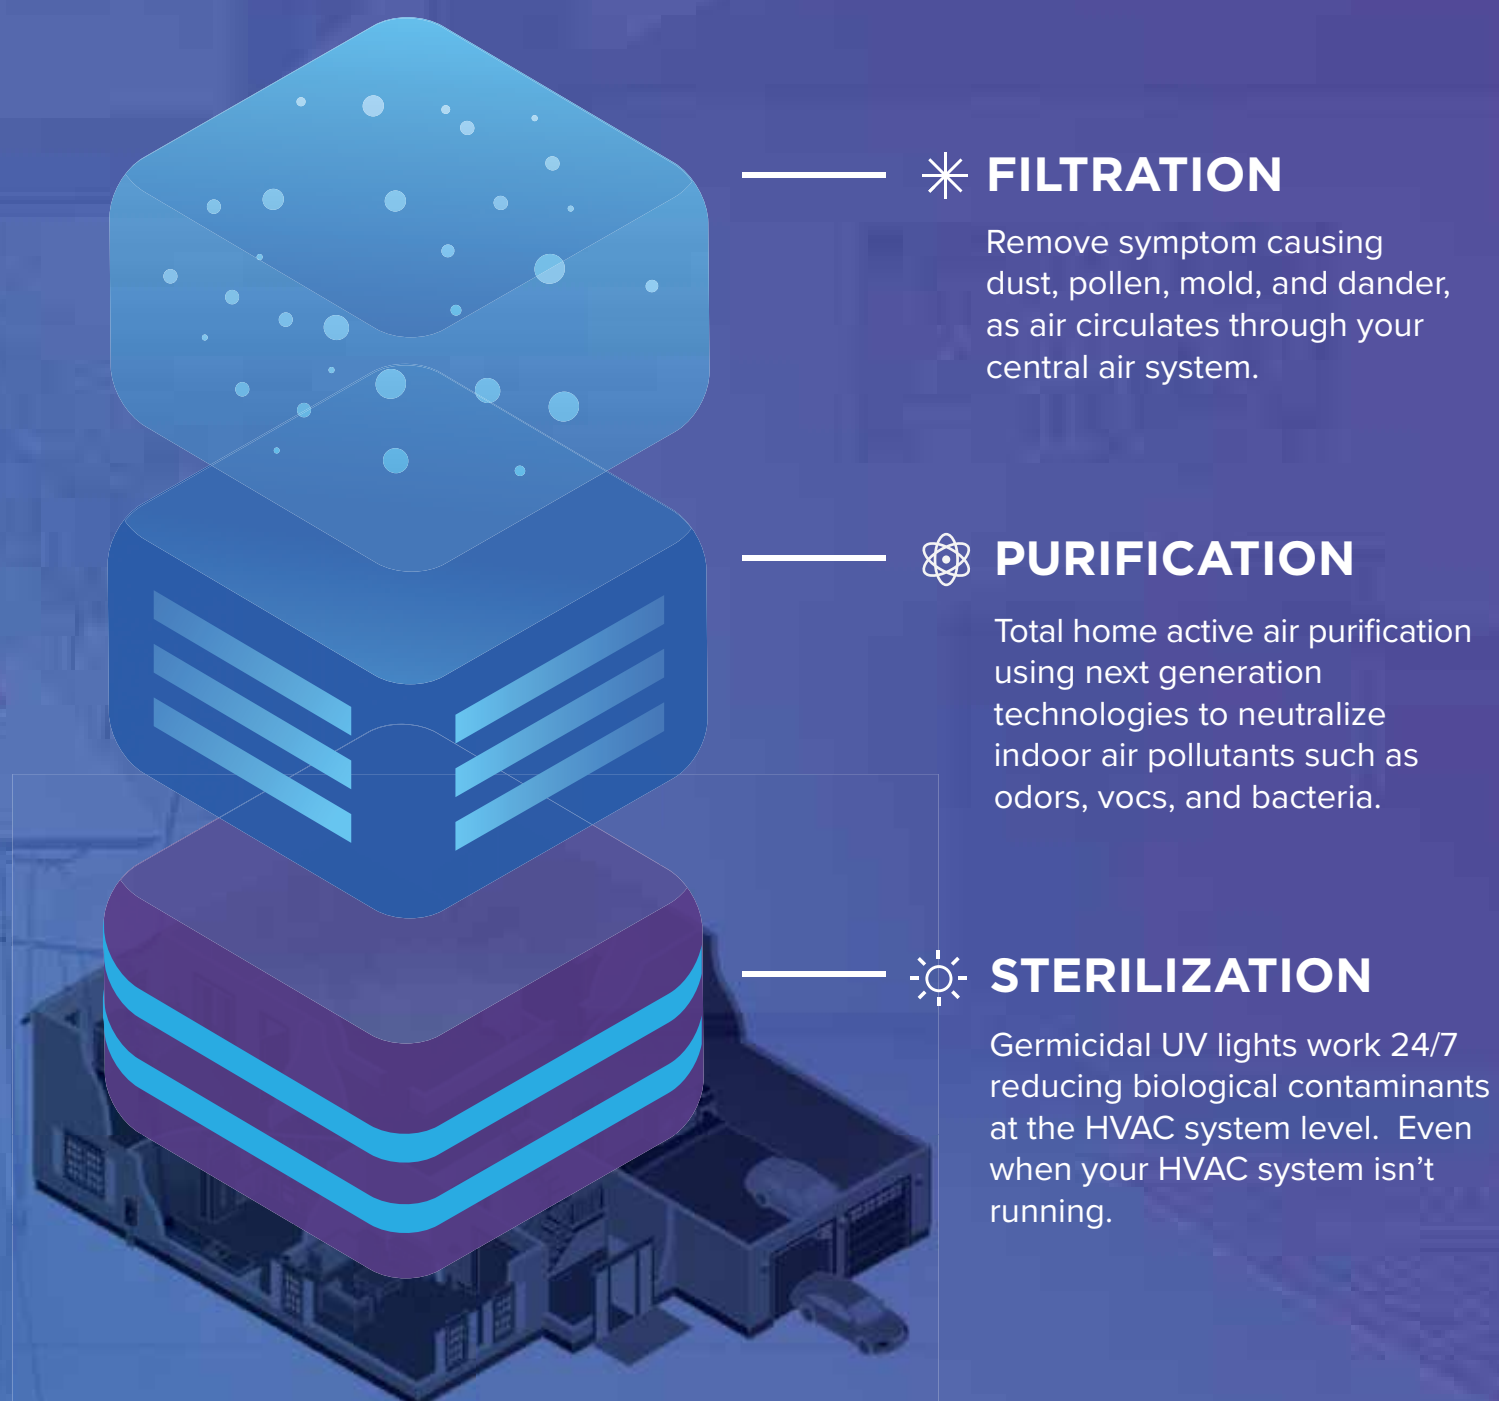 FILTRATION
Remove symptom causing
dust, pollen, mold, and dander,
as air circulates through your
central air system.
PURIFICATION
Total home active air purification
using next generation
technologies to neutralize
indoor air pollutants such as
odors, vocs, and bacteria.
STERILIZATION
Germicidal UV lights work 24/7
reducing biological contaminants
at the HVAC system level.  Even
when your HVAC system isn’t
running.